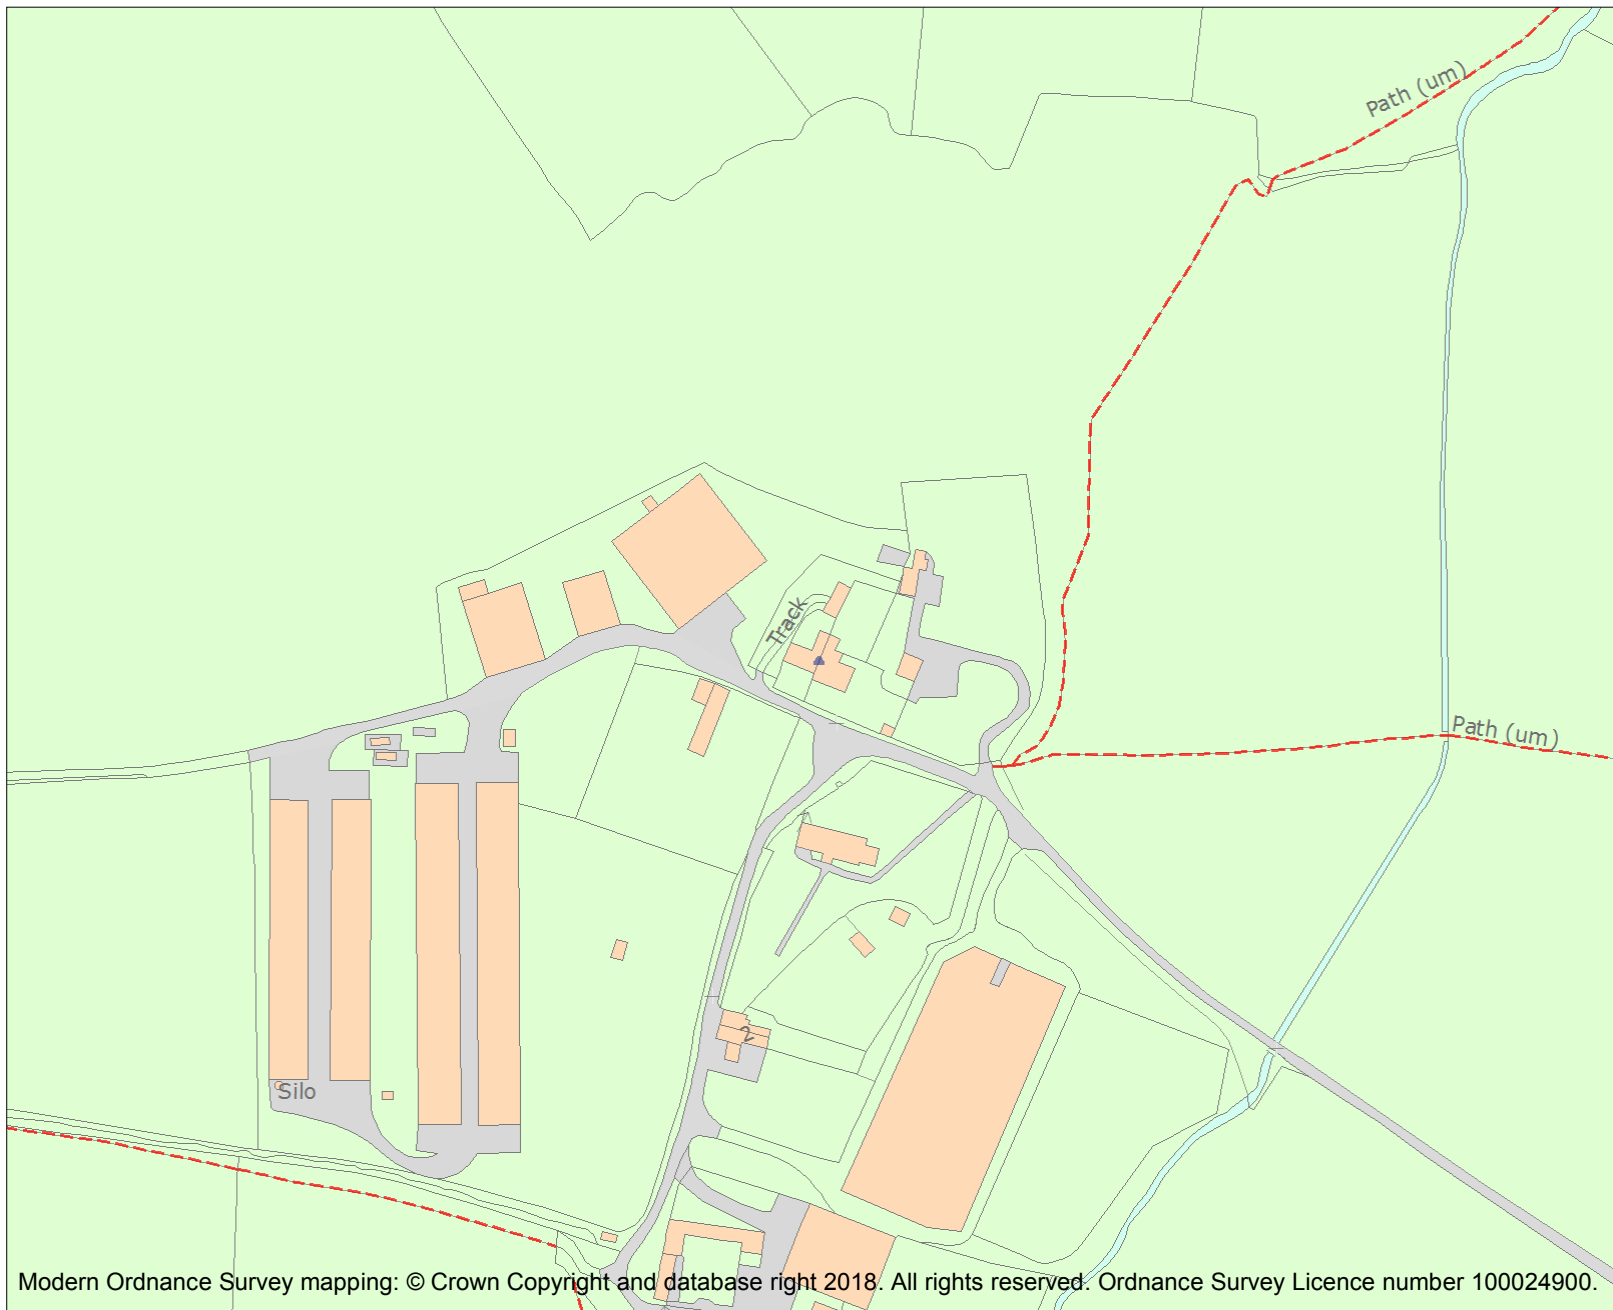 Path (um)
Track
Path (um)
2
Silo
Modern Ordnance Survey mapping: © Crown Copyright and database right 2018. All rights reserved. Ordnance Survey Licence number 100024900.